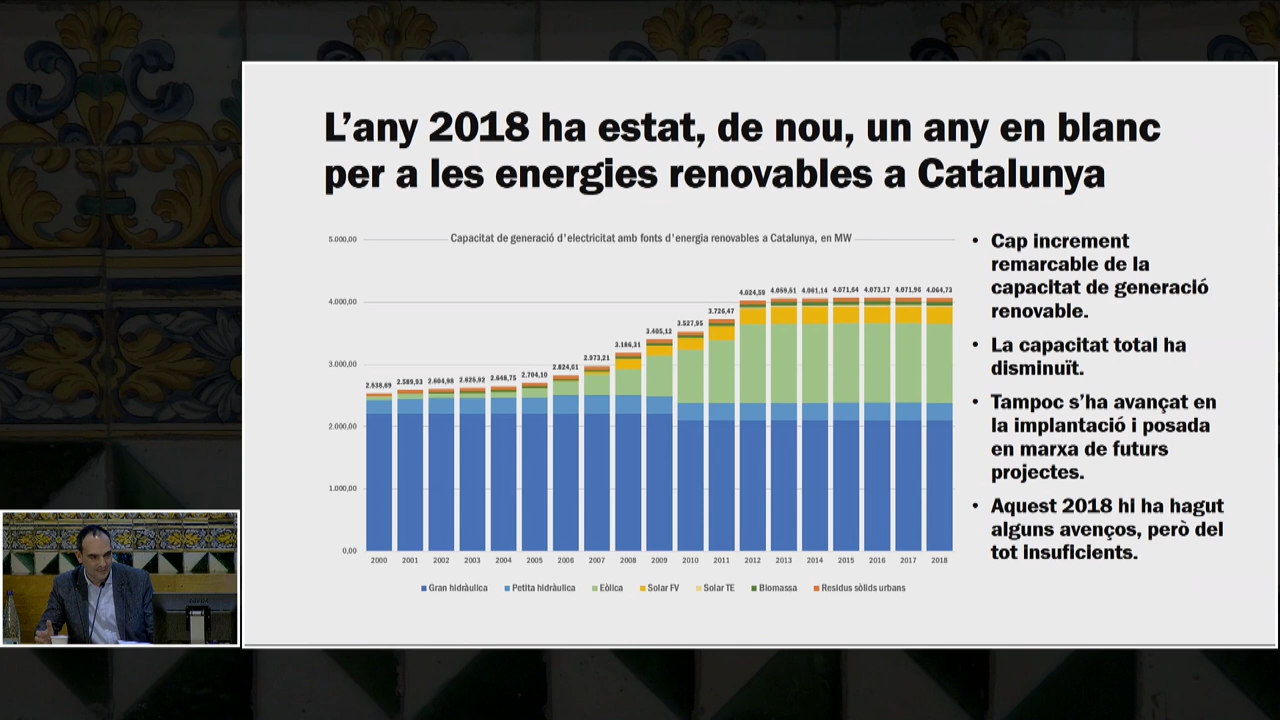 L'any 2018 ha estat, de nou, un any en blanc
per a les energies renovables a Catalunya
Capacitat de generació d'electricitat amb fonts d'energia renovables a Catalunya, en MW
5.000,00
4.000,00
3.000,00
2.000,00
1.000,00
0,00
2.538,69
2.589,93
2.604,98
2.625,92
2.648,75
2.704,10
2.824,61
2.973,21
3.186,31
3.405,12
3.527,95
3.726,47
4.024,59
4.059,51
4.061,14
4.071,64
4.073,17
4.071,96
4.064,73
2000 2001 2002 2003 2004 2005 2006 2007 2008 2009 2010 2011 2012 2013 2014 2015 2016 2017 2018
Gran hidràulica Petita hidràulica Eòlica Solar FV Solar TE Biomassa Residus sòlids urbans
• Cap increment
remarcable de la
capacitat de generació
renovable.
• La capacitat total ha
disminuït.
• Tampoc s'ha avançat en
la implantació i posada
en marxa de futurs
projectes.
• Aquest 2018 hi ha hagut
alguns avenços, però del
tot insuficients.